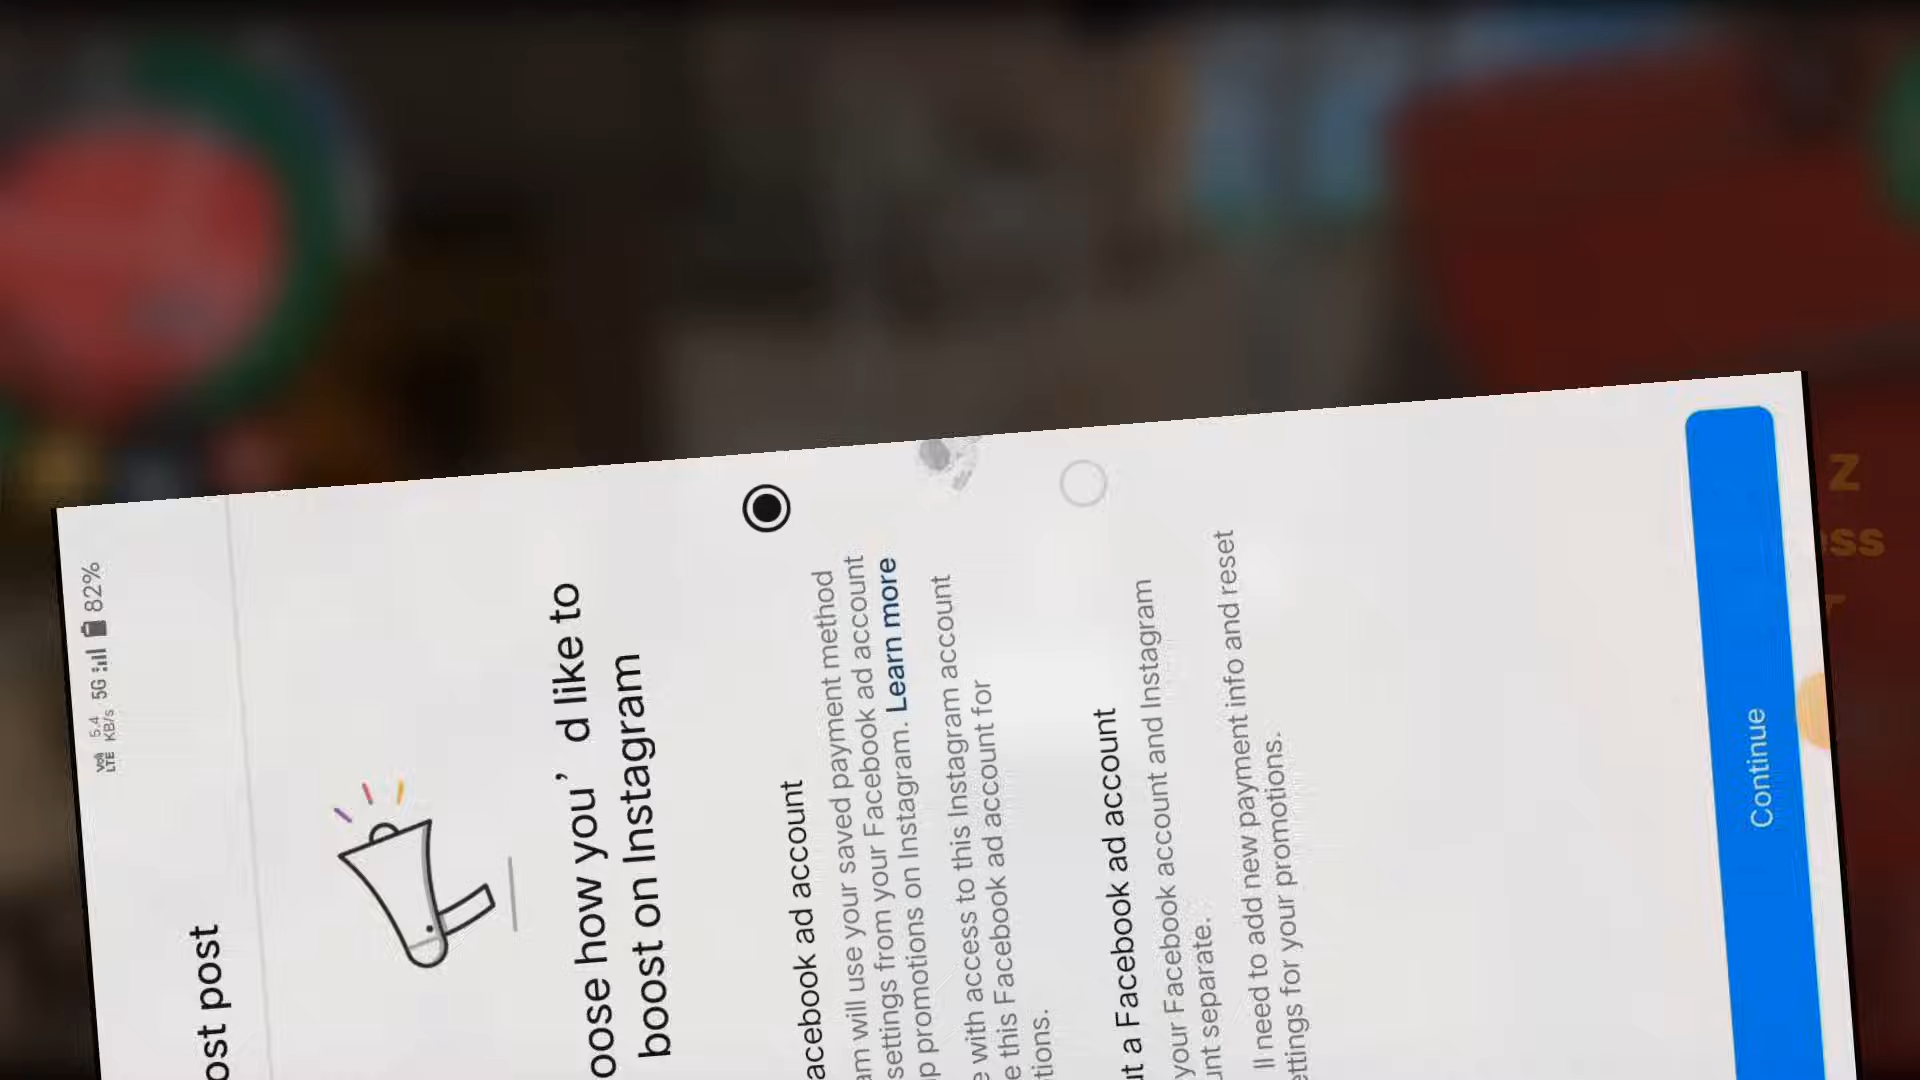 5.4
KB/s
Vo9
LTE
5G
82%
ost post
oose how you'd like to
boost on Instagram
acebook ad account
am will use your saved payment method
settings from your Facebook ad account
p promotions on Instagram. Learn more
e with access to this Instagram account
e this Facebook ad account for
tions.
ut a Facebook ad account
your Facebook account and Instagram
unt separate.
ll need to add new payment info and reset
ettings for your promotions.
Continue
Z
ess